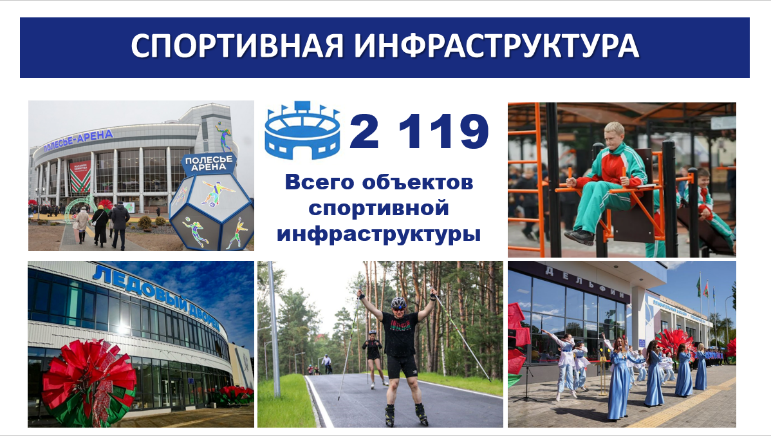 СПОРТИВНАЯ ИНФРАСТРУКТУРА
ПОЛЕСЬЕ-АРЕНА
ПОЛЕСЬЕ
АРЕНА
2 119
Всего объектов
спортивной
инфраструктуры
ЛЕДОВЫЙ ДВОРЕЦ
ДЕЛЬФИН